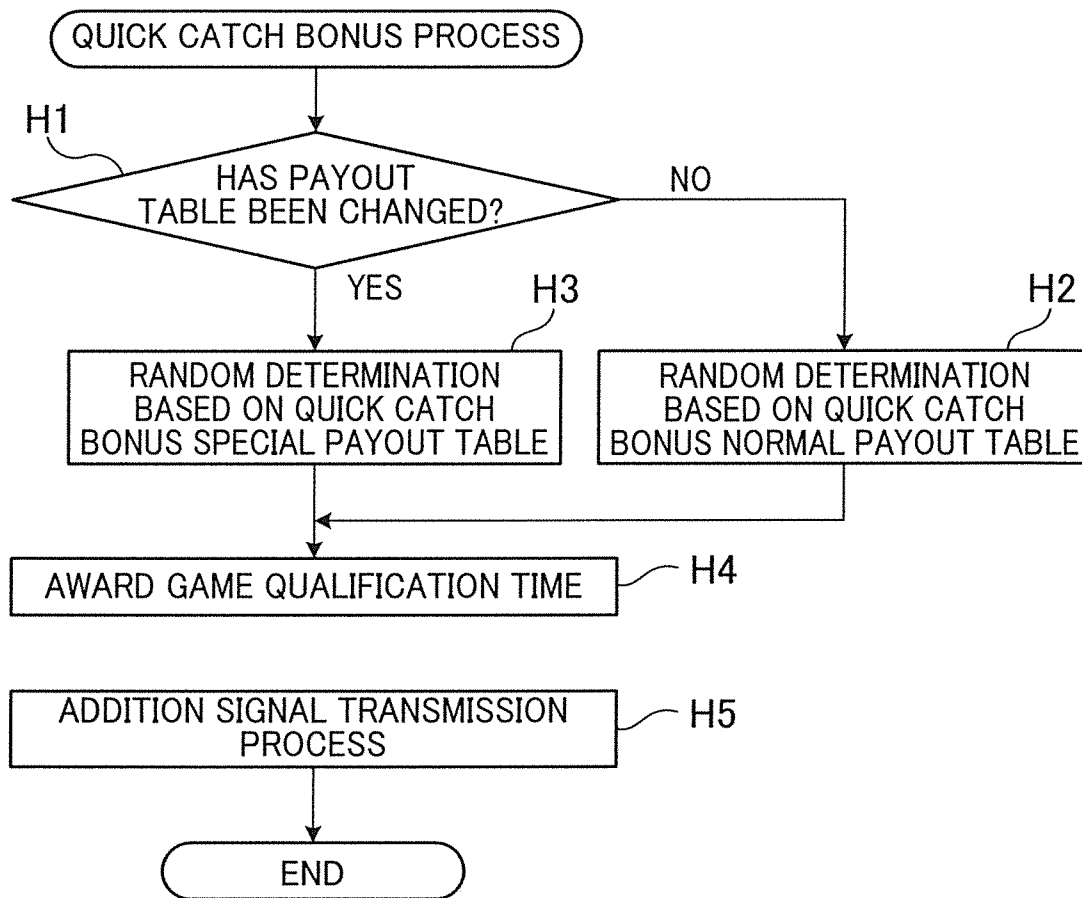 QUICK CATCH BONUS PROCESS
H1
HAS PAYOUT
TABLE BEEN CHANGED?
NO
YES
H3
H2
RANDOM DETERMINATION
BASED ON QUICK CATCH
BONUS SPECIAL PAYOUT TABLE
RANDOM DETERMINATION
BASED ON QUICK CATCH
BONUS NORMAL PAYOUT TABLE
AWARD GAME QUALIFICATION TIME
H4
ADDITION SIGNAL TRANSMISSION
PROCESS
H5
END